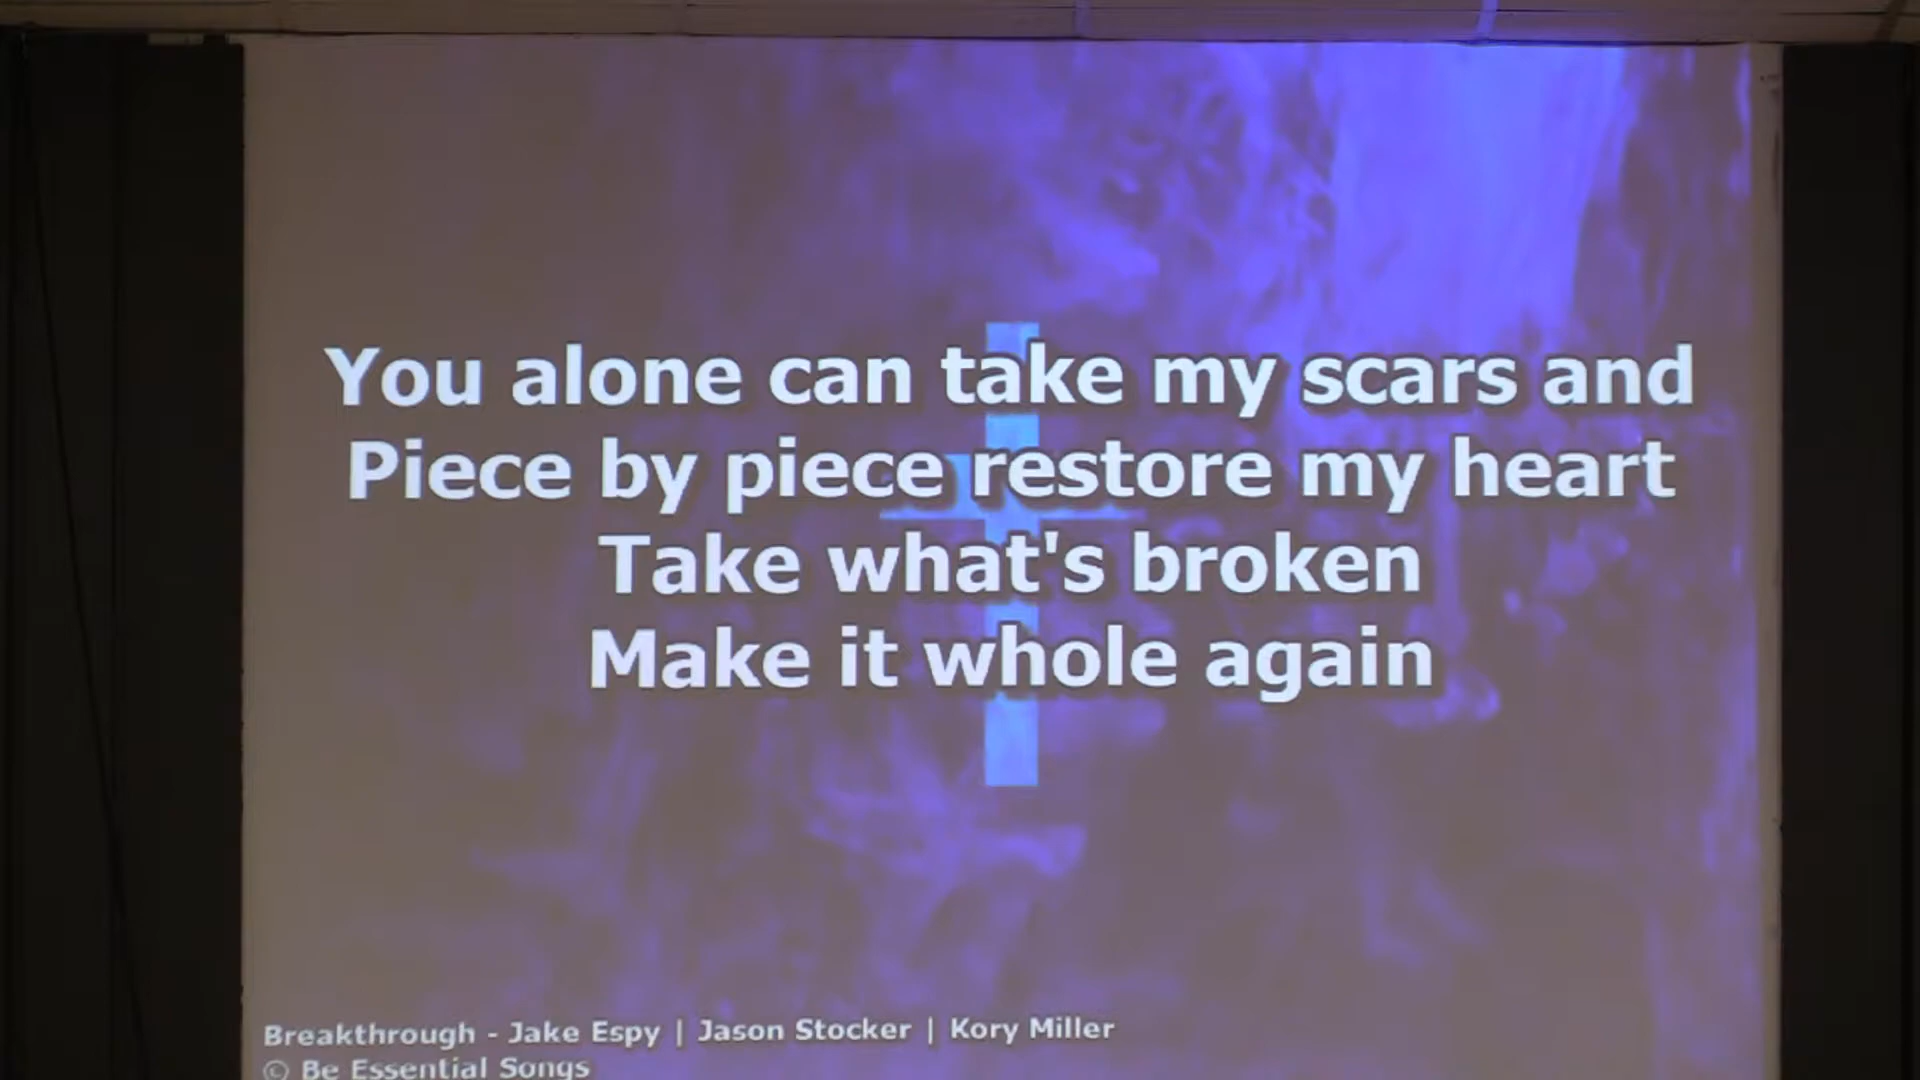 You alone can take my scars and
Piece by piece restore my heart
Take what's broken
Make it whole again
Breakthrough - Jake Espy | Jason Stocker | Kory Miller
© Be Essential Songs